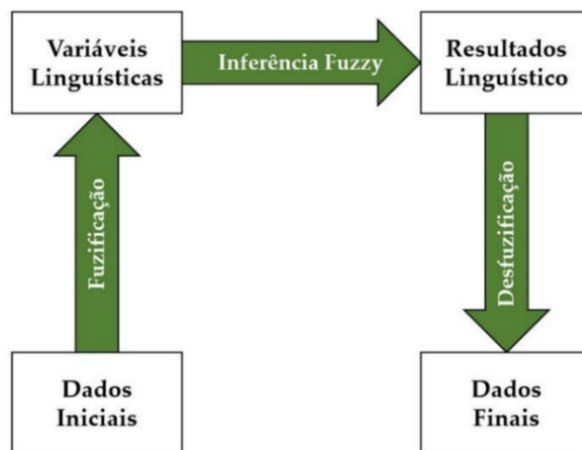 Variáveis
Linguísticas
Inferência Fuzzy
Resultados
Linguístico
Fuzificação
Desfuzificação
Dados
Iniciais
Dados
Finais